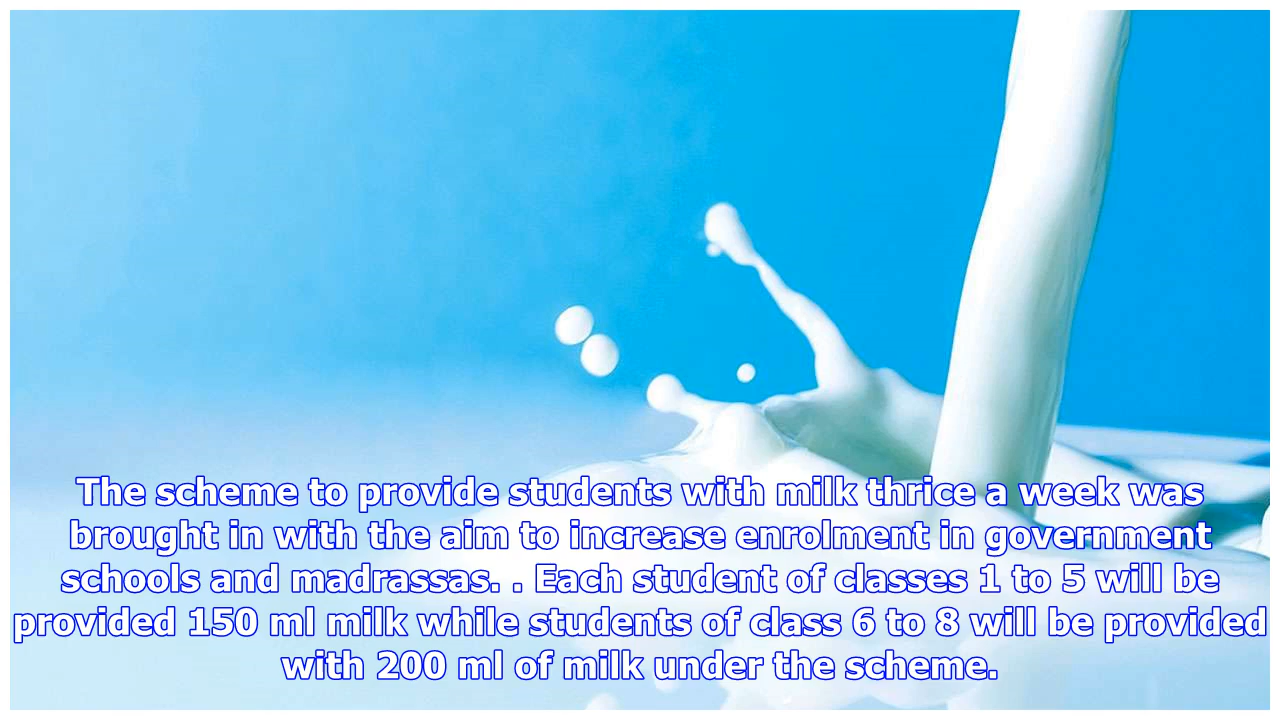 The scheme to provide students with milk thrice a week was
brought in with the aim to increase enrolment in government
schools and madrassas. . Each student of classes 1 to 5 will be
provided 150 ml milk while students of class 6 to 8 will be provided
with 200 ml of milk under the scheme.